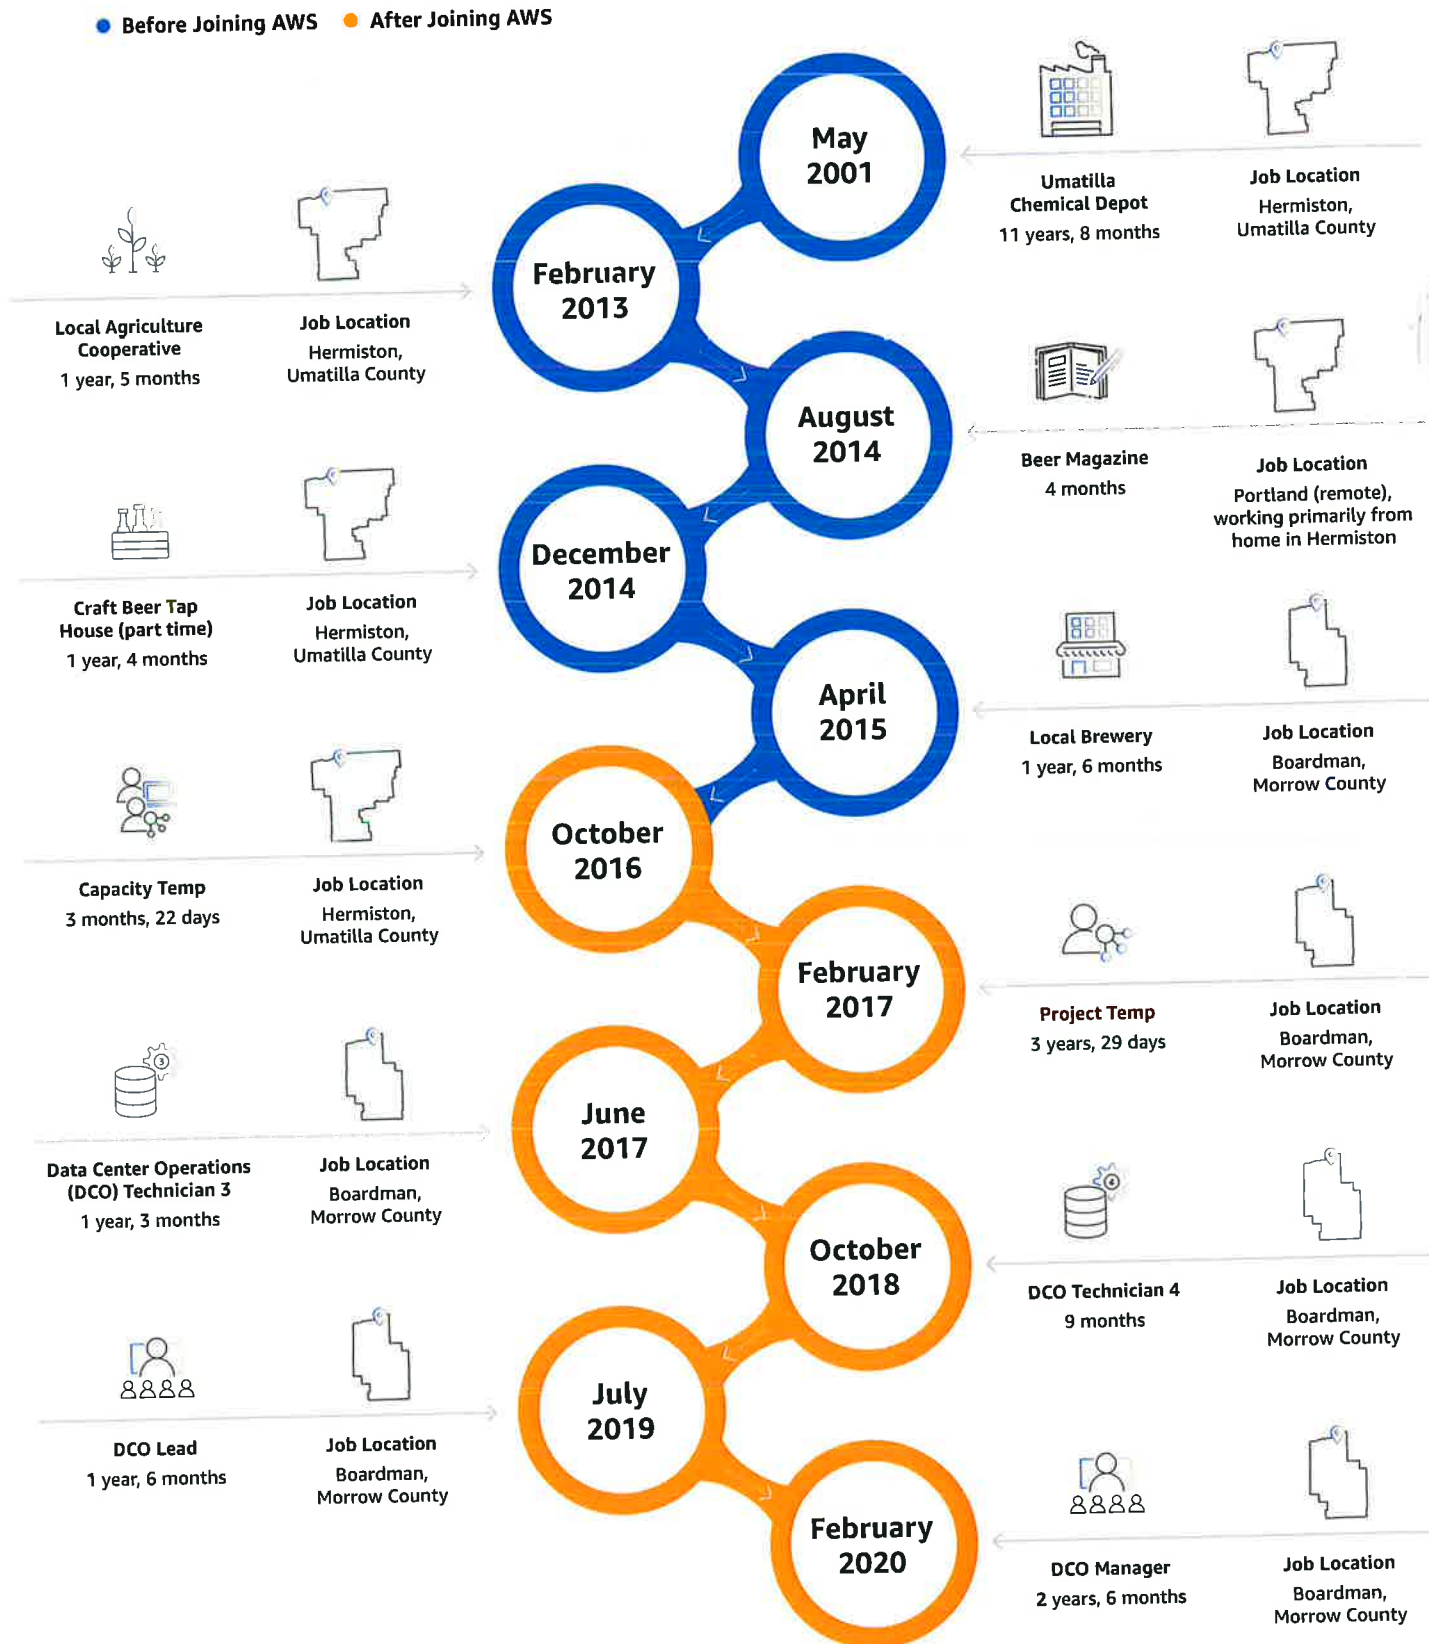 Before Joining AWS
After Joining AWS
May
2001
Umatilla
Chemical Depot
11 years, 8 months
Job Location
Hermiston,
Umatilla County
February
2013
Local Agriculture
Cooperative
1 year, 5 months
Job Location
Hermiston,
Umatilla County
August
2014
Beer Magazine
4 months
Job Location
Portland (remote),
working primarily from
home in Hermiston
December
2014
Craft Beer Tap
House (part time)
1 year, 4 months
Job Location
Hermiston,
Umatilla County
April
2015
Local Brewery
1 year, 6 months
Job Location
Boardman,
Morrow County
October
2016
Capacity Temp
3 months, 22 days
Job Location
Hermiston,
Umatilla County
February
2017
Project Temp
3 years, 29 days
Job Location
Boardman,
Morrow County
June
2017
3
Data Center Operations
(DCO) Technician 3
1 year, 3 months
Job Location
Boardman,
Morrow County
October
2018
4
DCO Technician 4
9 months
Job Location
Boardman,
Morrow County
July
2019
DCO Lead
1 year, 6 months
Job Location
Boardman,
Morrow County
February
2020
DCO Manager
2 years, 6 months
Job Location
Boardman,
Morrow County